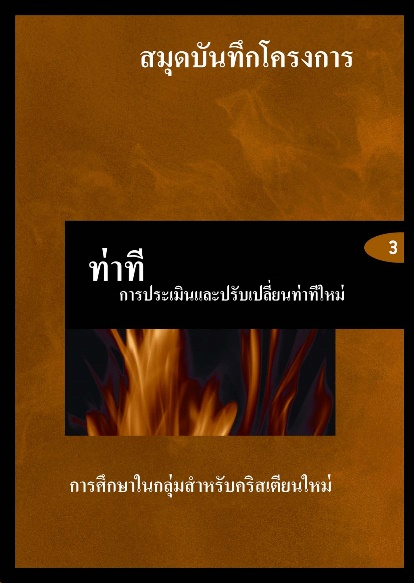 สมุดบันทึกโครงการ
3
ท่าที
การประเมินและปรับเปลี่ยนท่าทีใหม่
การศึกษาในกลุ่มสำหรับคริสเตียนใหม่